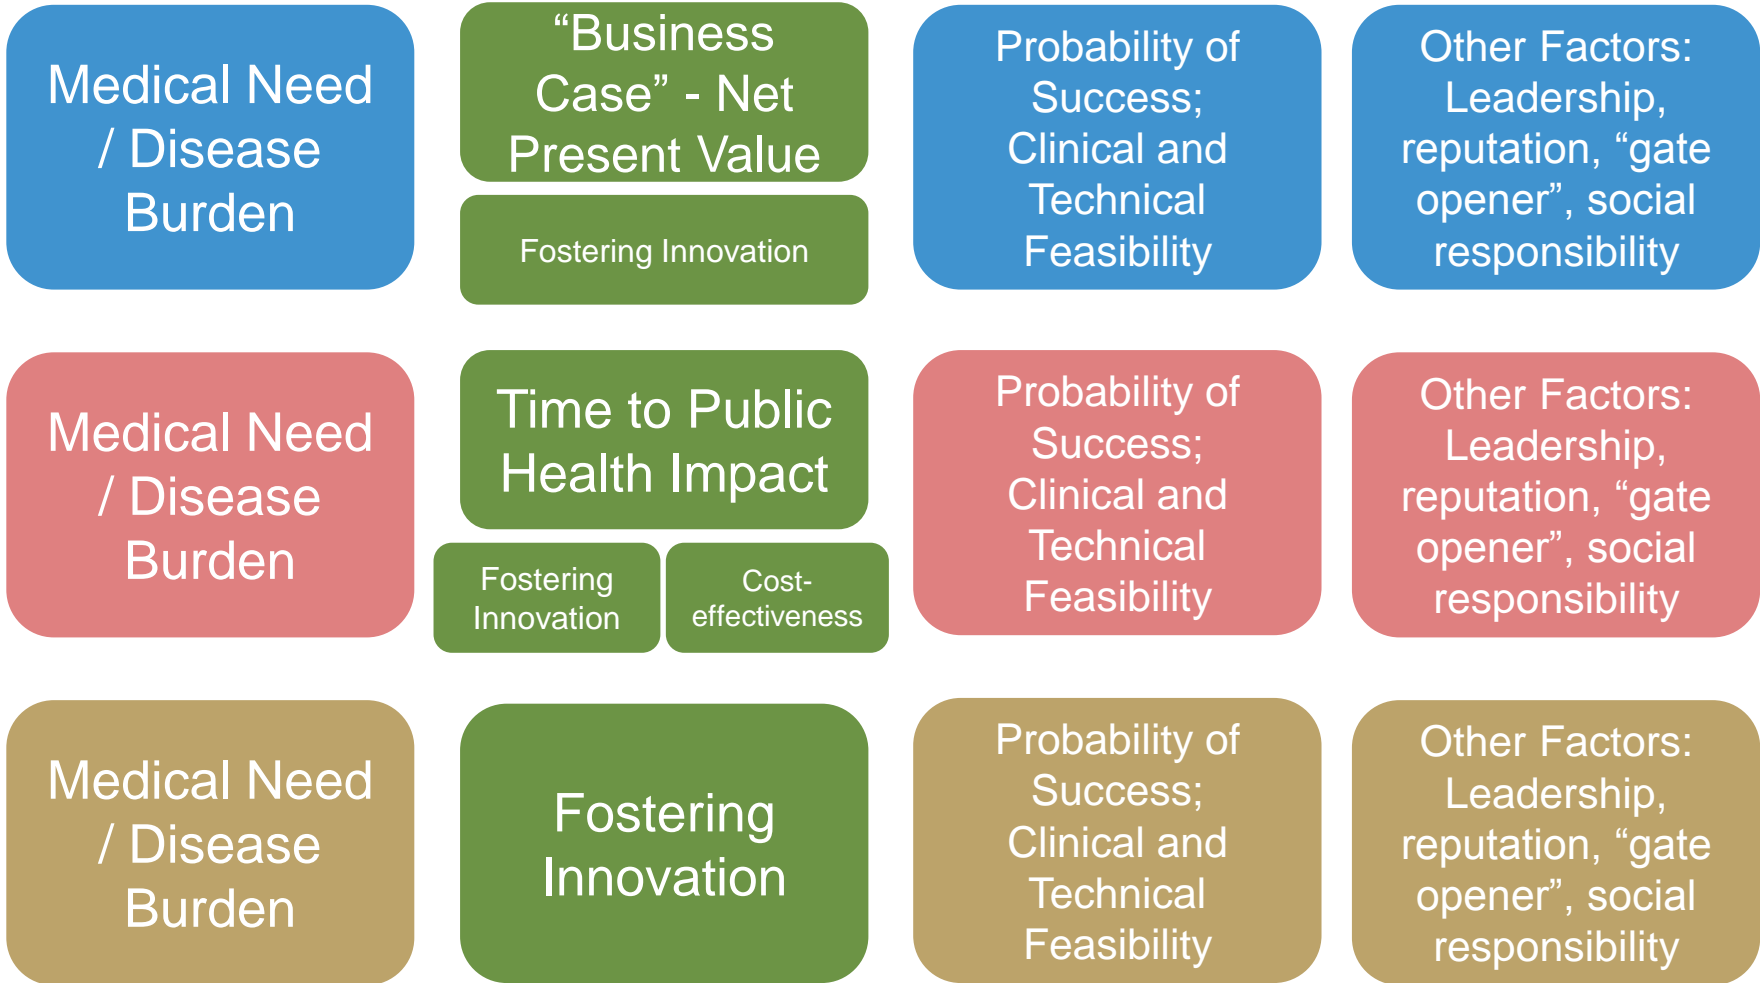 Medical Need
/ Disease
Burden
“Business
Case” - Net
Present Value
Fostering Innovation
Probability of
Success;
Clinical and
Technical
Feasibility
Other Factors:
Leadership,
reputation, “gate
opener”, social
responsibility
Medical Need
/ Disease
Burden
Time to Public
Health Impact
Fostering
Innovation
Cost-
effectiveness
Probability of
Success;
Clinical and
Technical
Feasibility
Other Factors:
Leadership,
reputation, “gate
opener”, social
responsibility
Medical Need
/ Disease
Burden
Fostering
Innovation
Probability of
Success;
Clinical and
Technical
Feasibility
Other Factors:
Leadership,
reputation, “gate
opener”, social
responsibility